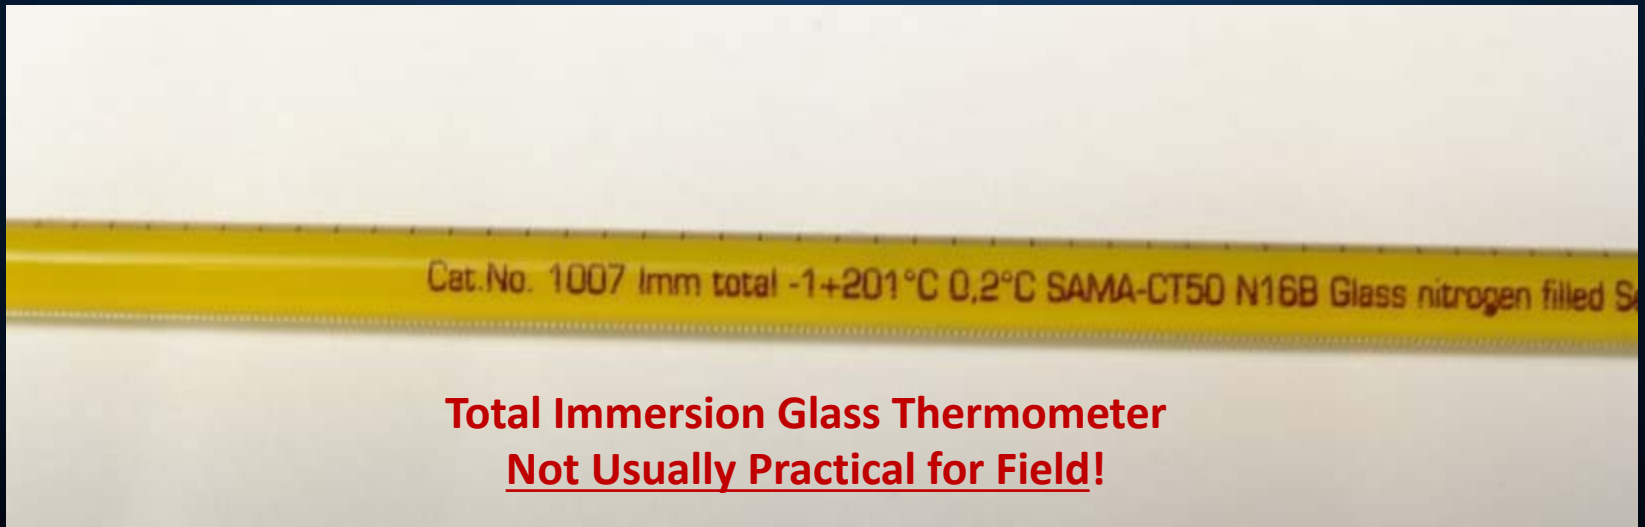 Cat.No. 1007 Imm total -1+201°C 0,2°C SAMA-CT50 N16B Glass nitrogen filled
Total Immersion Glass Thermometer
Not Usually Practical for Field!